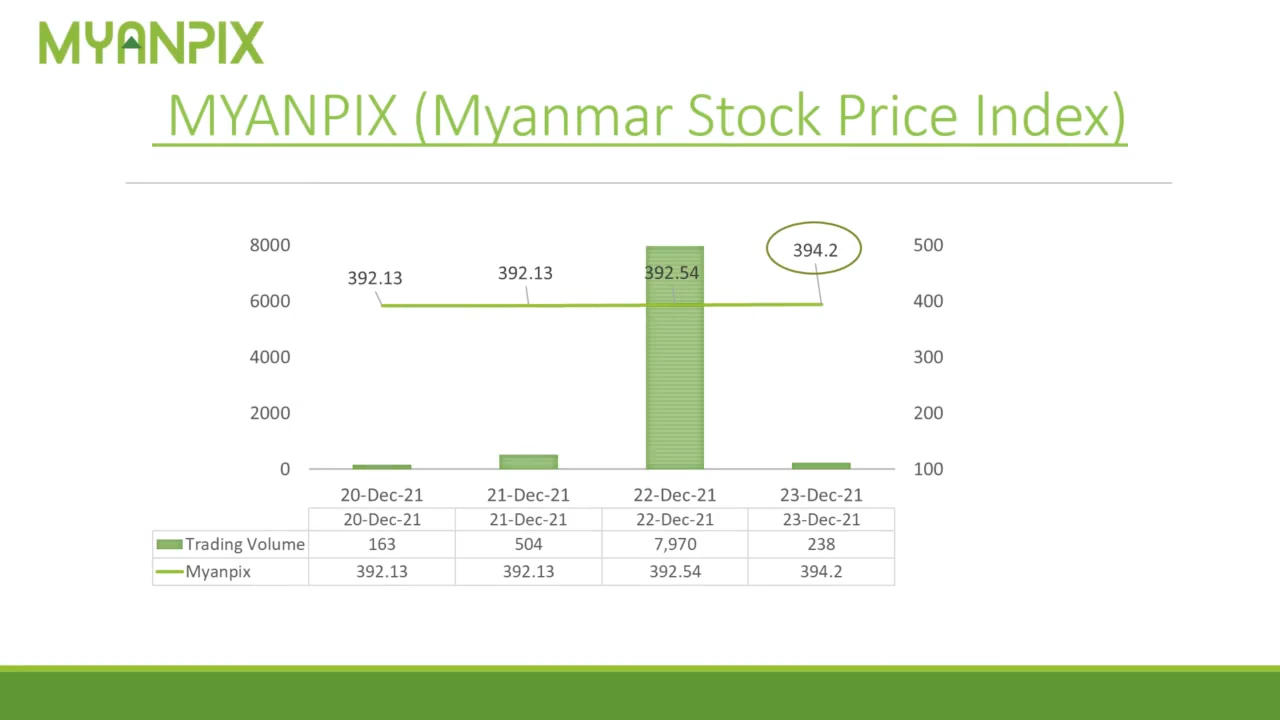 MYANPIX
MYANPIX (Myanmar Stock Price Index)
8000
6000
4000
2000
0
500
400
300
200
100
392.13
392.13
392.54
394.2
20-Dec-21 21-Dec-21 22-Dec-21 23-Dec-21
20-Dec-21 21-Dec-21 22-Dec-21 23-Dec-21
Trading Volume 163 504 7,970 238
Myanpix 392.13 392.13 392.54 394.2